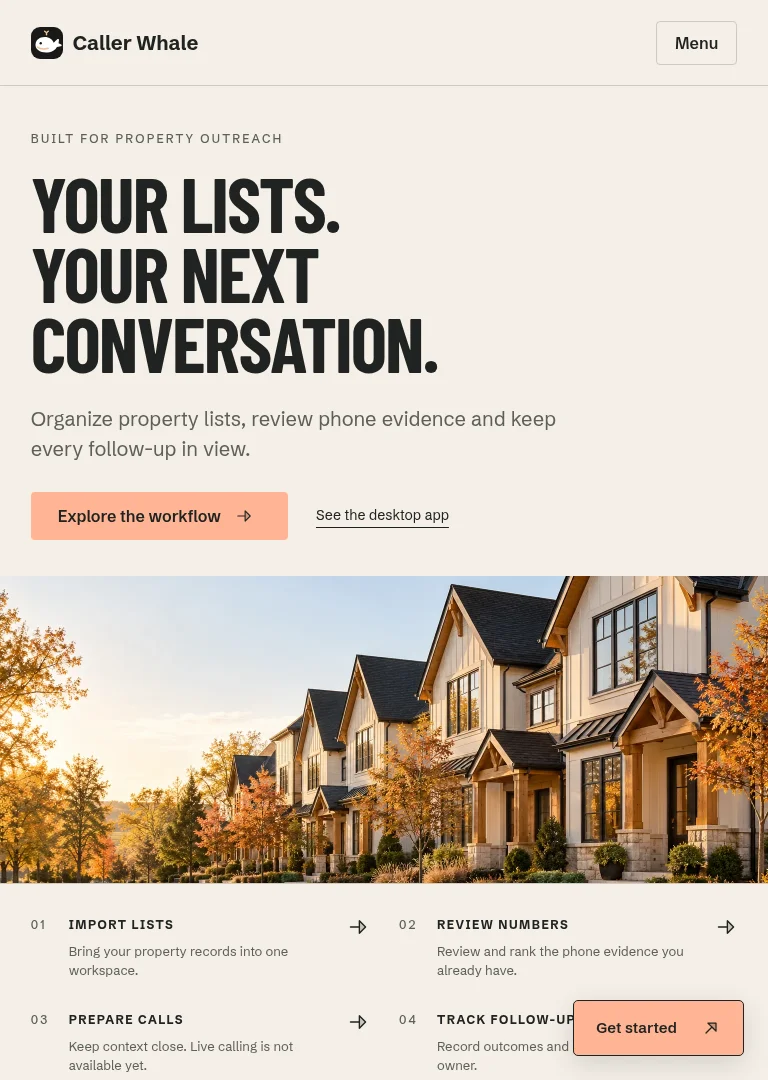 Caller Whale
Menu
BUILT FOR PROPERTY OUTREACH
YOUR LISTS.
YOUR NEXT
CONVERSATION.
Organize property lists, review phone evidence and keep
every follow-up in view.
Explore the workflow
See the desktop app
01 IMPORT LISTS
Bring your property records into one
workspace.
02 REVIEW NUMBERS
Review and rank the phone evidence you
already have.
03 PREPARE CALLS
Keep context close. Live calling is not
available yet.
04 TRACK FOLLOW-UP
Record outcomes and
owner.
Get started